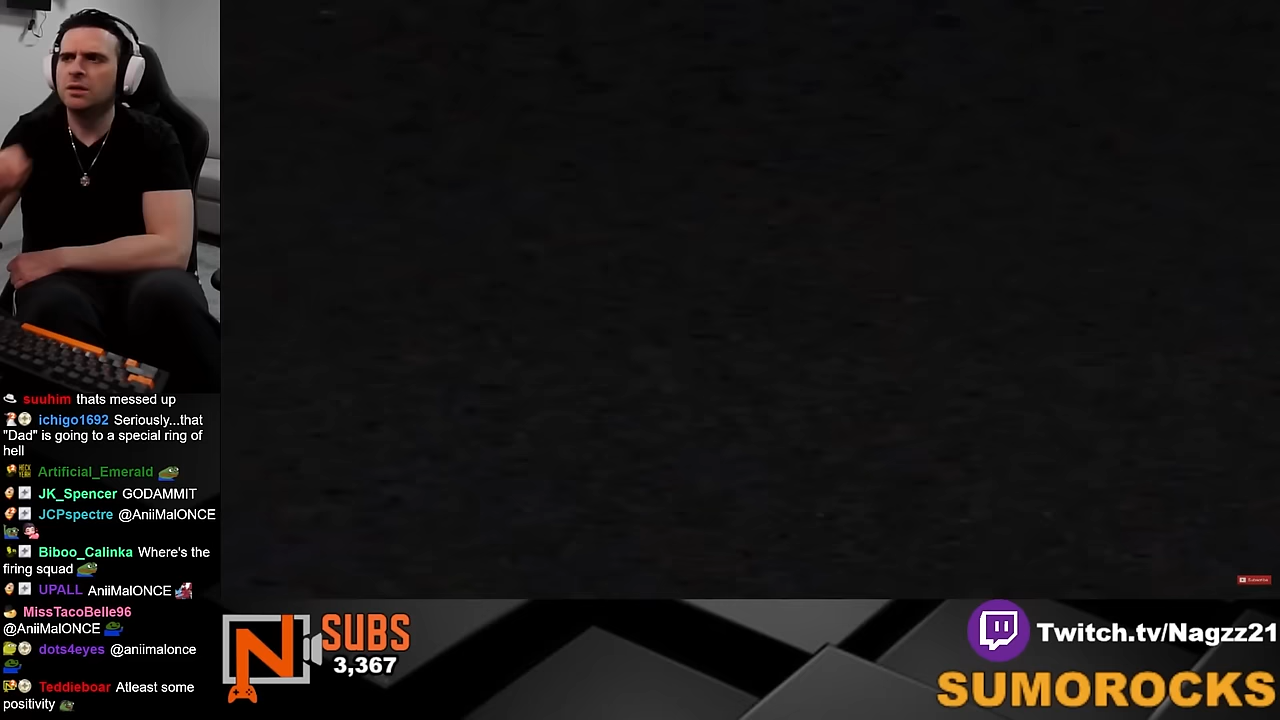 suuhim thats messed up
ichigo1692 Seriously...that
"Dad" is going to a special ring of
hell
Artificial_Emerald
JK_Spencer GODAMMIT
JCPspectre @AniiMalONCE
Biboo_Calinka Where's the
firing squad
UPALL AniiMalONCE
MissTacoBelle96
@AniiMalONCE
dots4eyes @aniimalonce
Teddieboar Atleast some
positivity
Subscribe
N SUBS
3,367
Twitch.tv/Nagzz21
SUMOROCKS